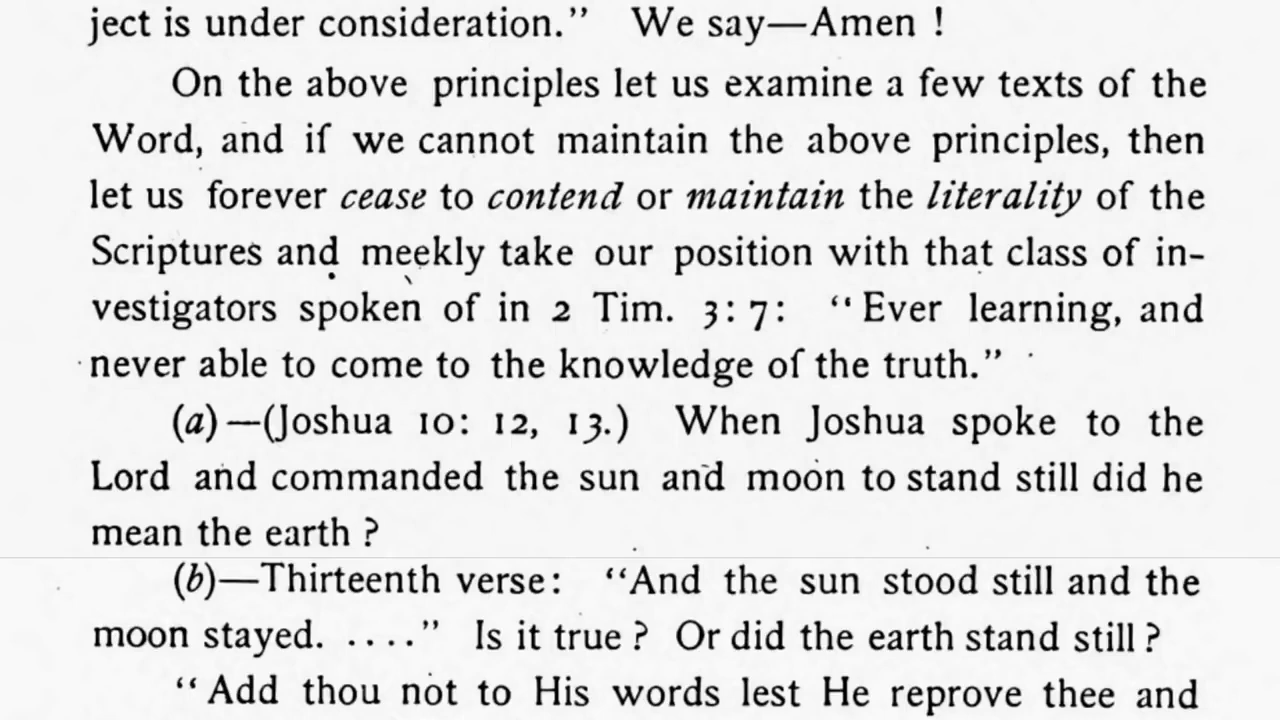 ject is under consideration.” We say—Amen !
On the above principles let us examine a few texts of the
Word, and if we cannot maintain the above principles, then
let us forever cease to contend or maintain the literality of the
Scriptures and meekly take our position with that class of in-
vestigators spoken of in 2 Tim. 3: 7: “Ever learning, and
never able to come to the knowledge of the truth.”
(a)—(Joshua 10: 12, 13.) When Joshua spoke to the
Lord and commanded the sun and moon to stand still did he
mean the earth ?
(b)—Thirteenth verse: “And the sun stood still and the
moon stayed. ....” Is it true ? Or did the earth stand still ?
“Add thou not to His words lest He reprove thee and